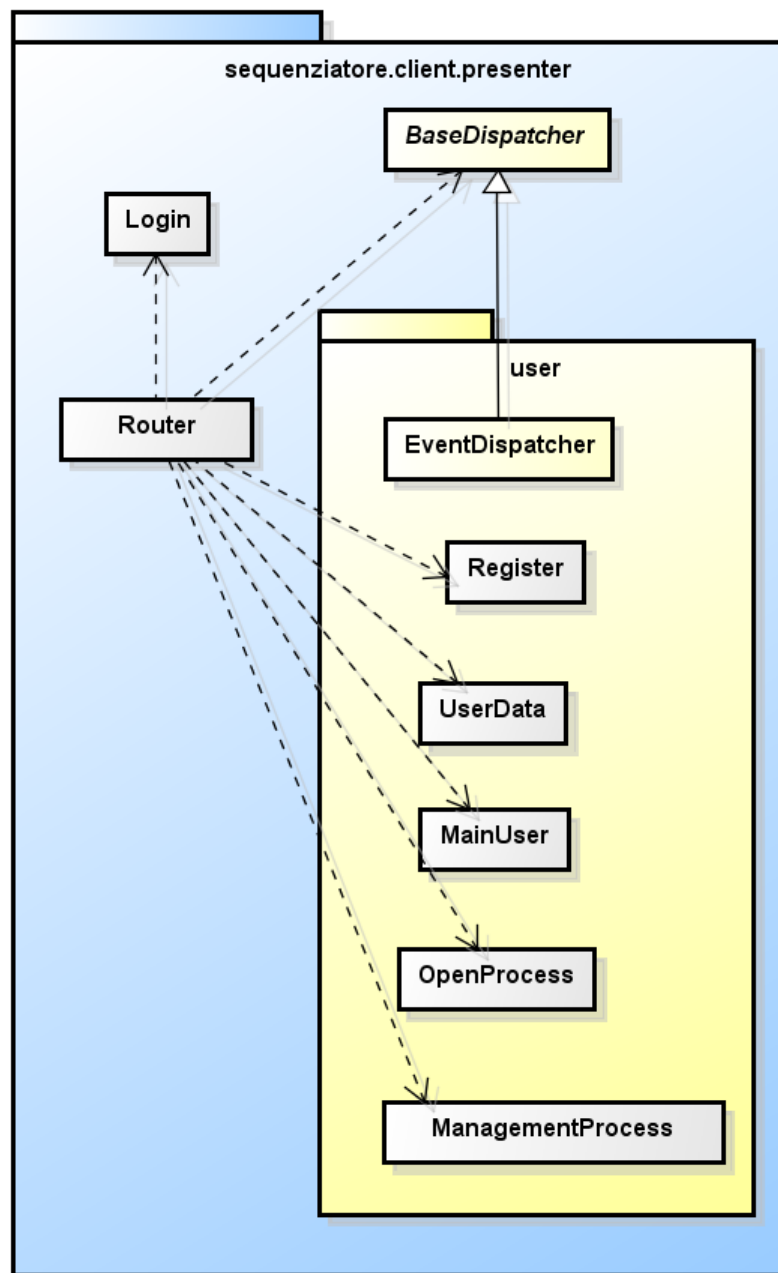 sequenziatore.client.presenter
BaseDispatcher
Login
user
Router
EventDispatcher
Register
UserData
MainUser
OpenProcess
ManagementProcess